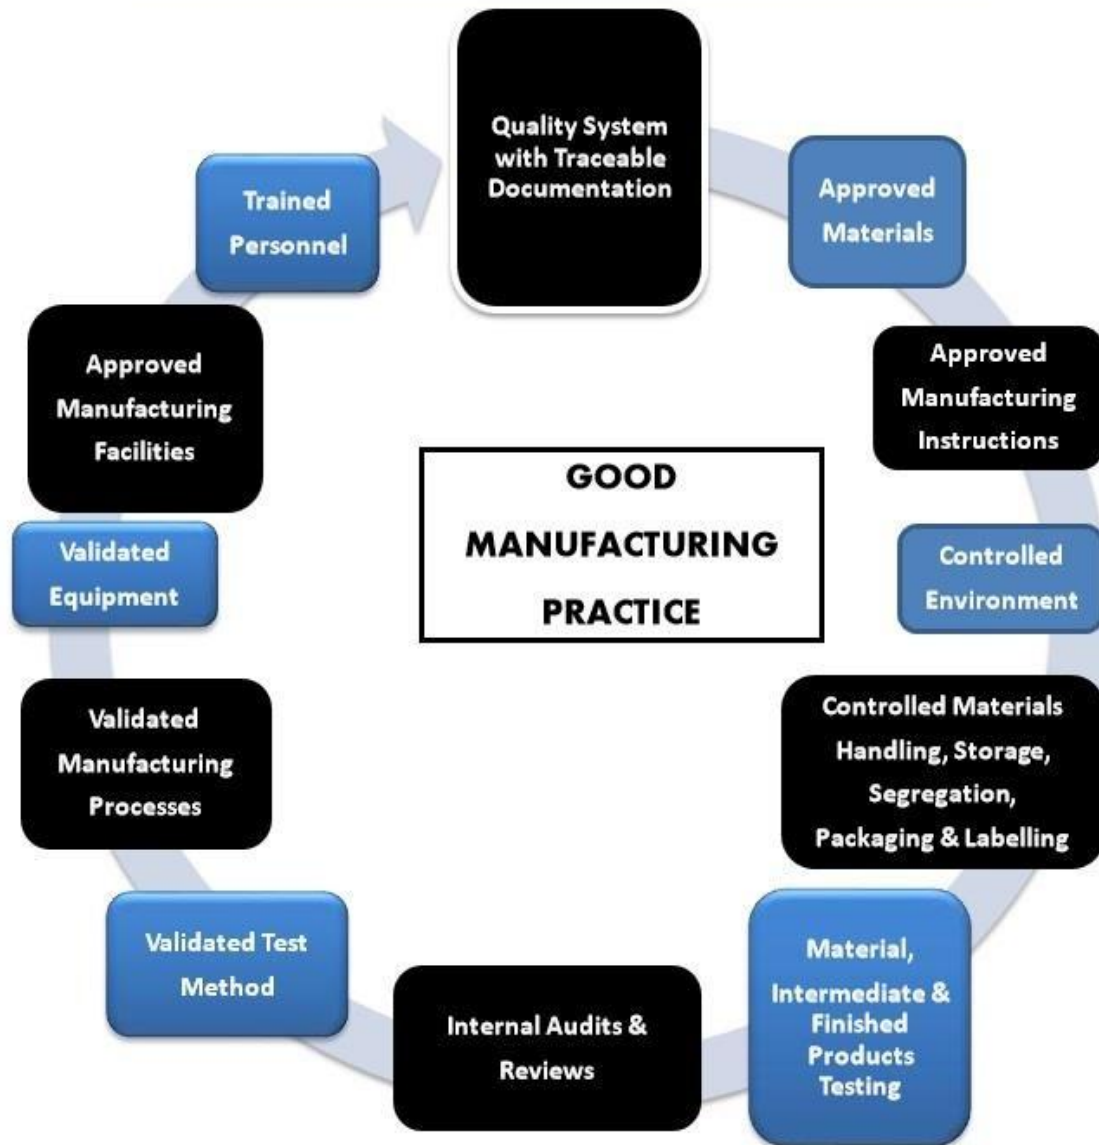 Quality System
with Traceable
Documentation
Approved
Materials
Approved
Manufacturing
Instructions
Controlled
Environment
Controlled Materials
Handling, Storage,
Segregation,
Packaging & Labelling
Material,
Intermediate &
Finished
Products
Testing
Internal Audits &
Reviews
Validated Test
Method
Validated
Manufacturing
Processes
Validated
Equipment
Approved
Manufacturing
Facilities
Trained
Personnel
GOOD
MANUFACTURING
PRACTICE